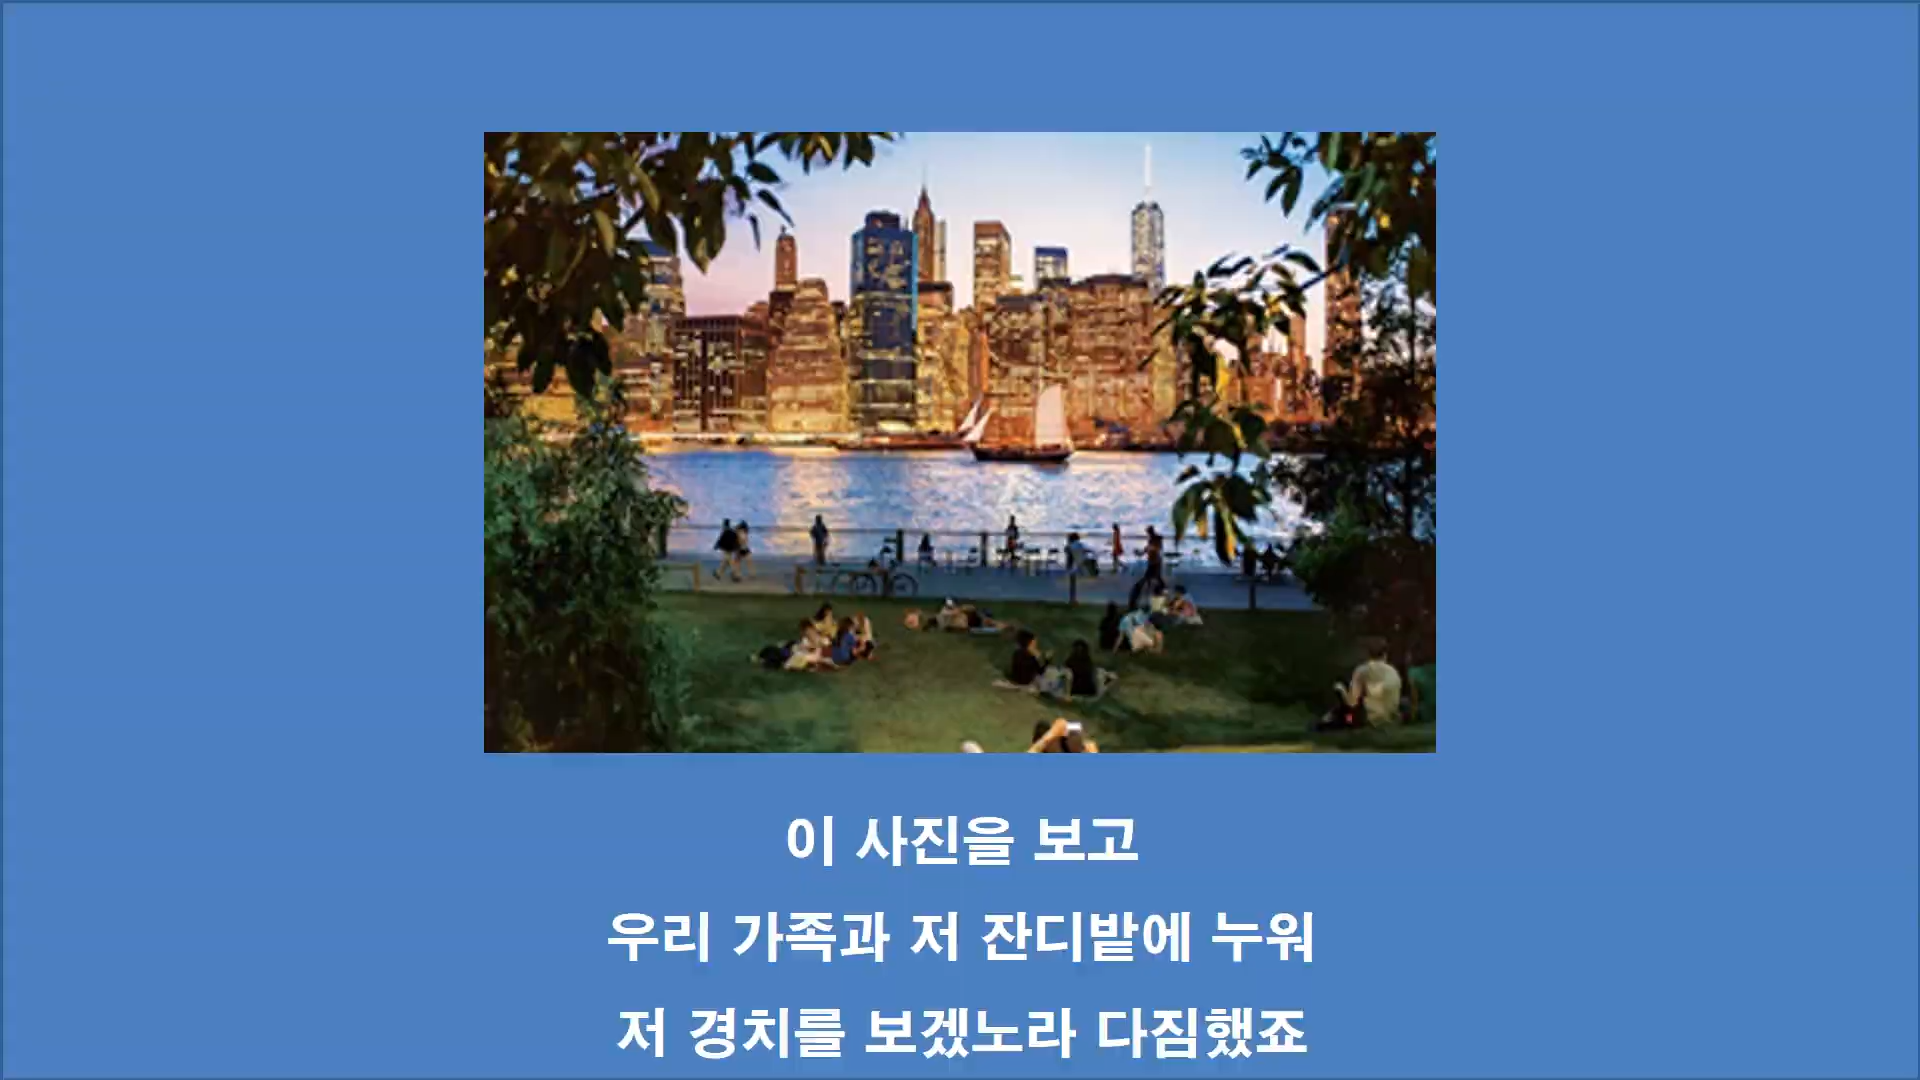 이 사진을 보고
우리 가족과 저 잔디밭에 누워
저 경치를 보겠노라 다짐했죠